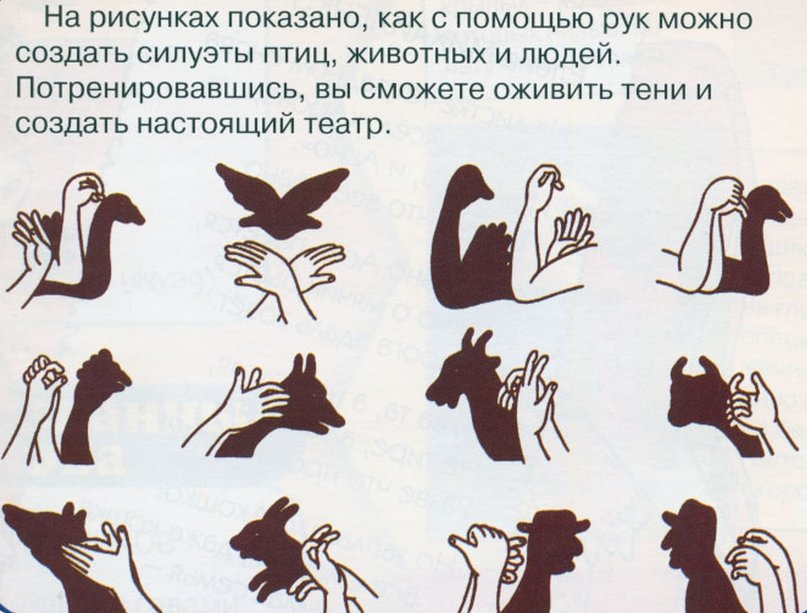 На рисунках показано, как с помощью рук можно
создать силуэты птиц, животных и людей.
Потренировавшись, вы сможете оживить тени и
создать настоящий театр.